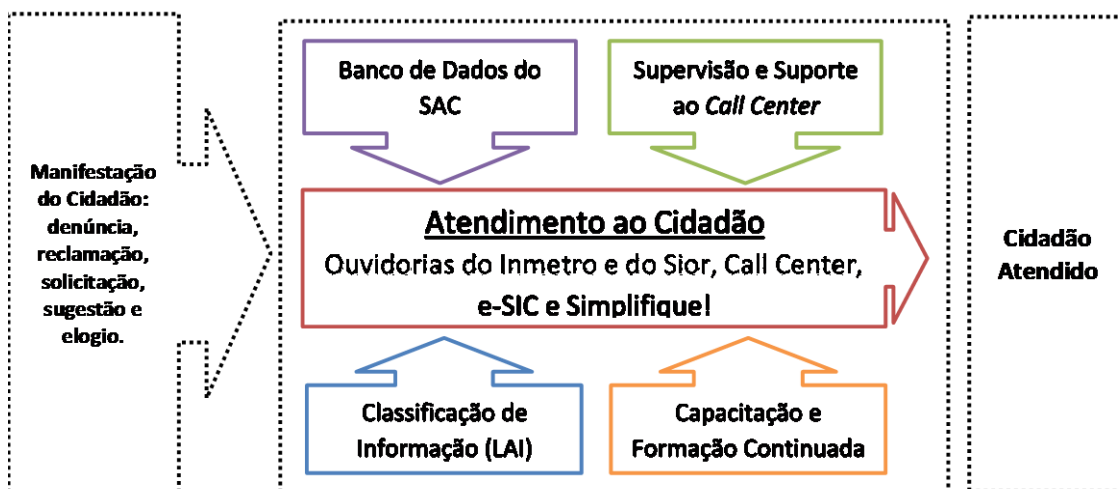 Manifestação
do Cidadão:
denúncia,
reclamação,
solicitação,
sugestão e
elogio.
Banco de Dados do
SAC
Supervisão e Suporte
ao Call Center
Atendimento ao Cidadão
Ouvidorias do Inmetro e do Sior, Call Center,
e-SIC e Simplifique!
Classificação de
Informação (LAI)
Capacitação e
Formação Continuada
Cidadão
Atendido